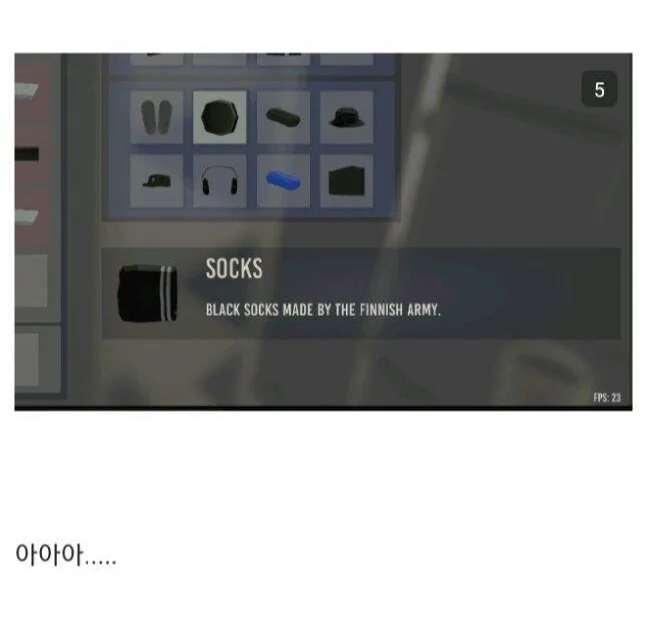 5
SOCKS
BLACK SOCKS MADE BY THE FINNISH ARMY.
FPS: 23
아아아.....